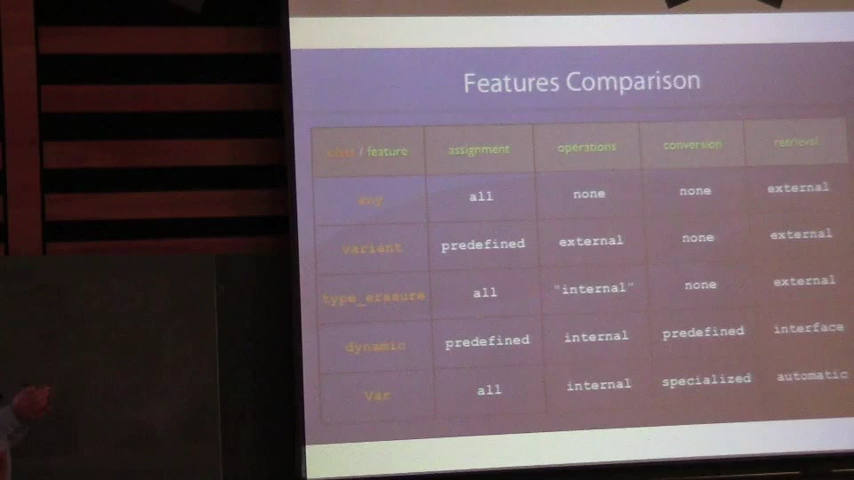 Features Comparison
class / feature assignment operations conversion retrieval
any all none none external
variant predefined external none external
type_erasure all "internal" none external
dynamic predefined internal predefined interface
Var all internal specialized automatic